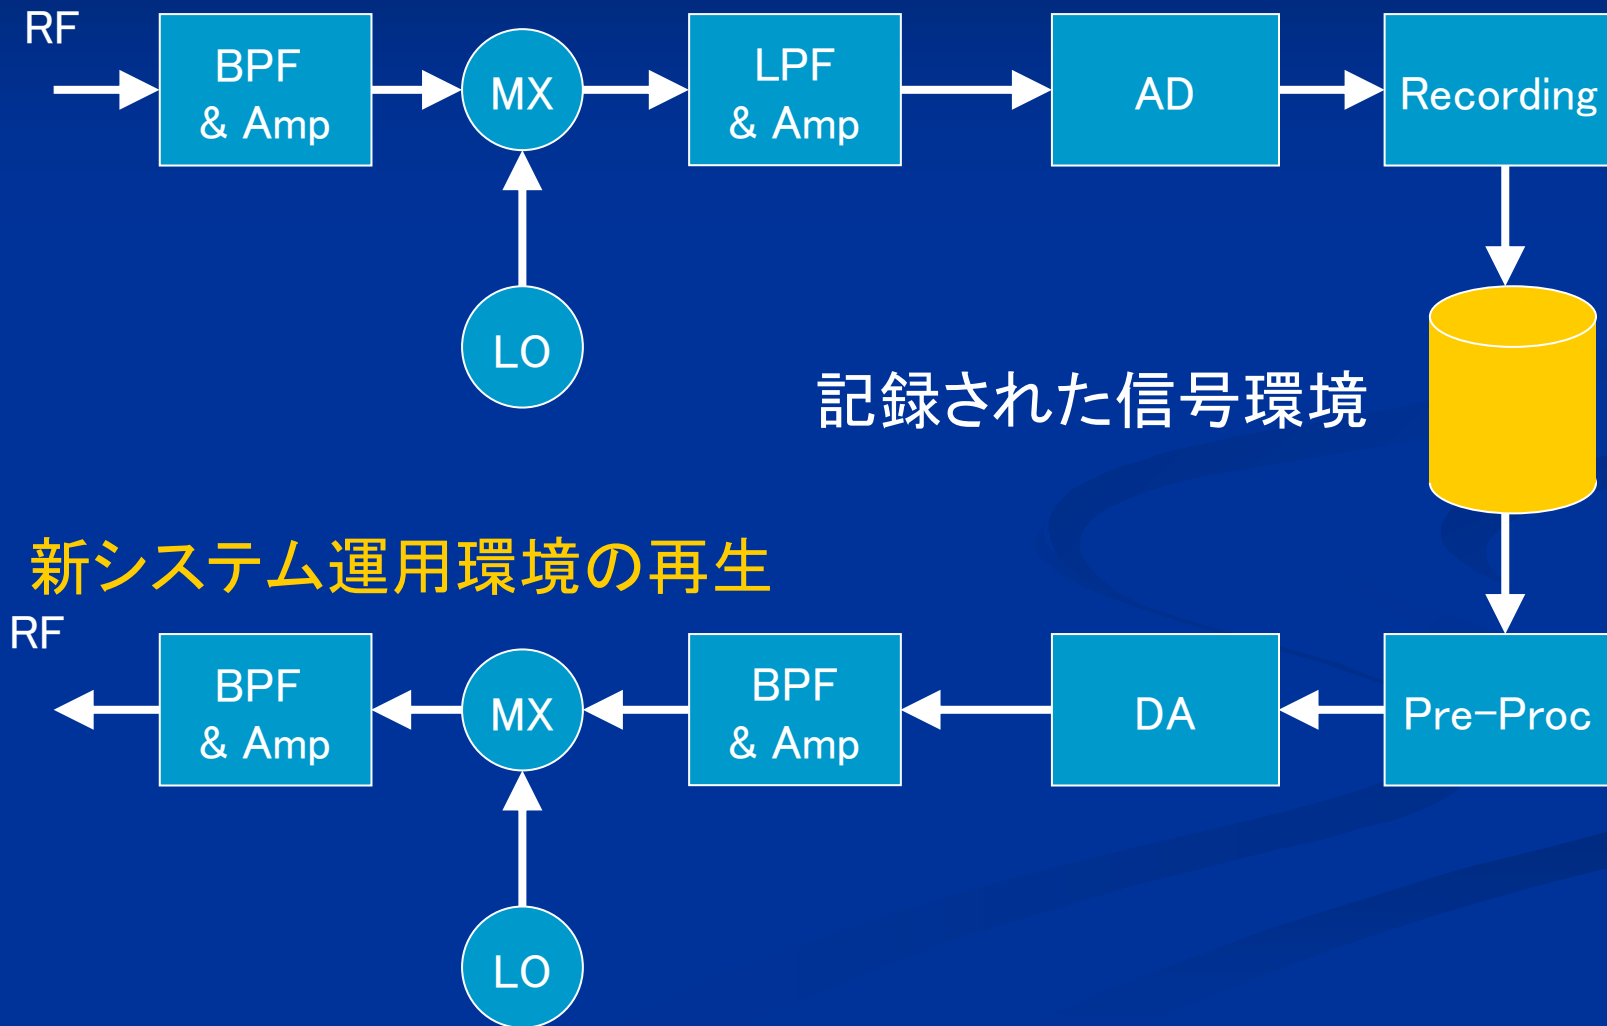 RF
BPF
& Amp
MX
LPF
& Amp
AD
Recording
LO
記録された信号環境
新システム運用環境の再生
RF
BPF
& Amp
MX
BPF
& Amp
DA
Pre-Proc
LO